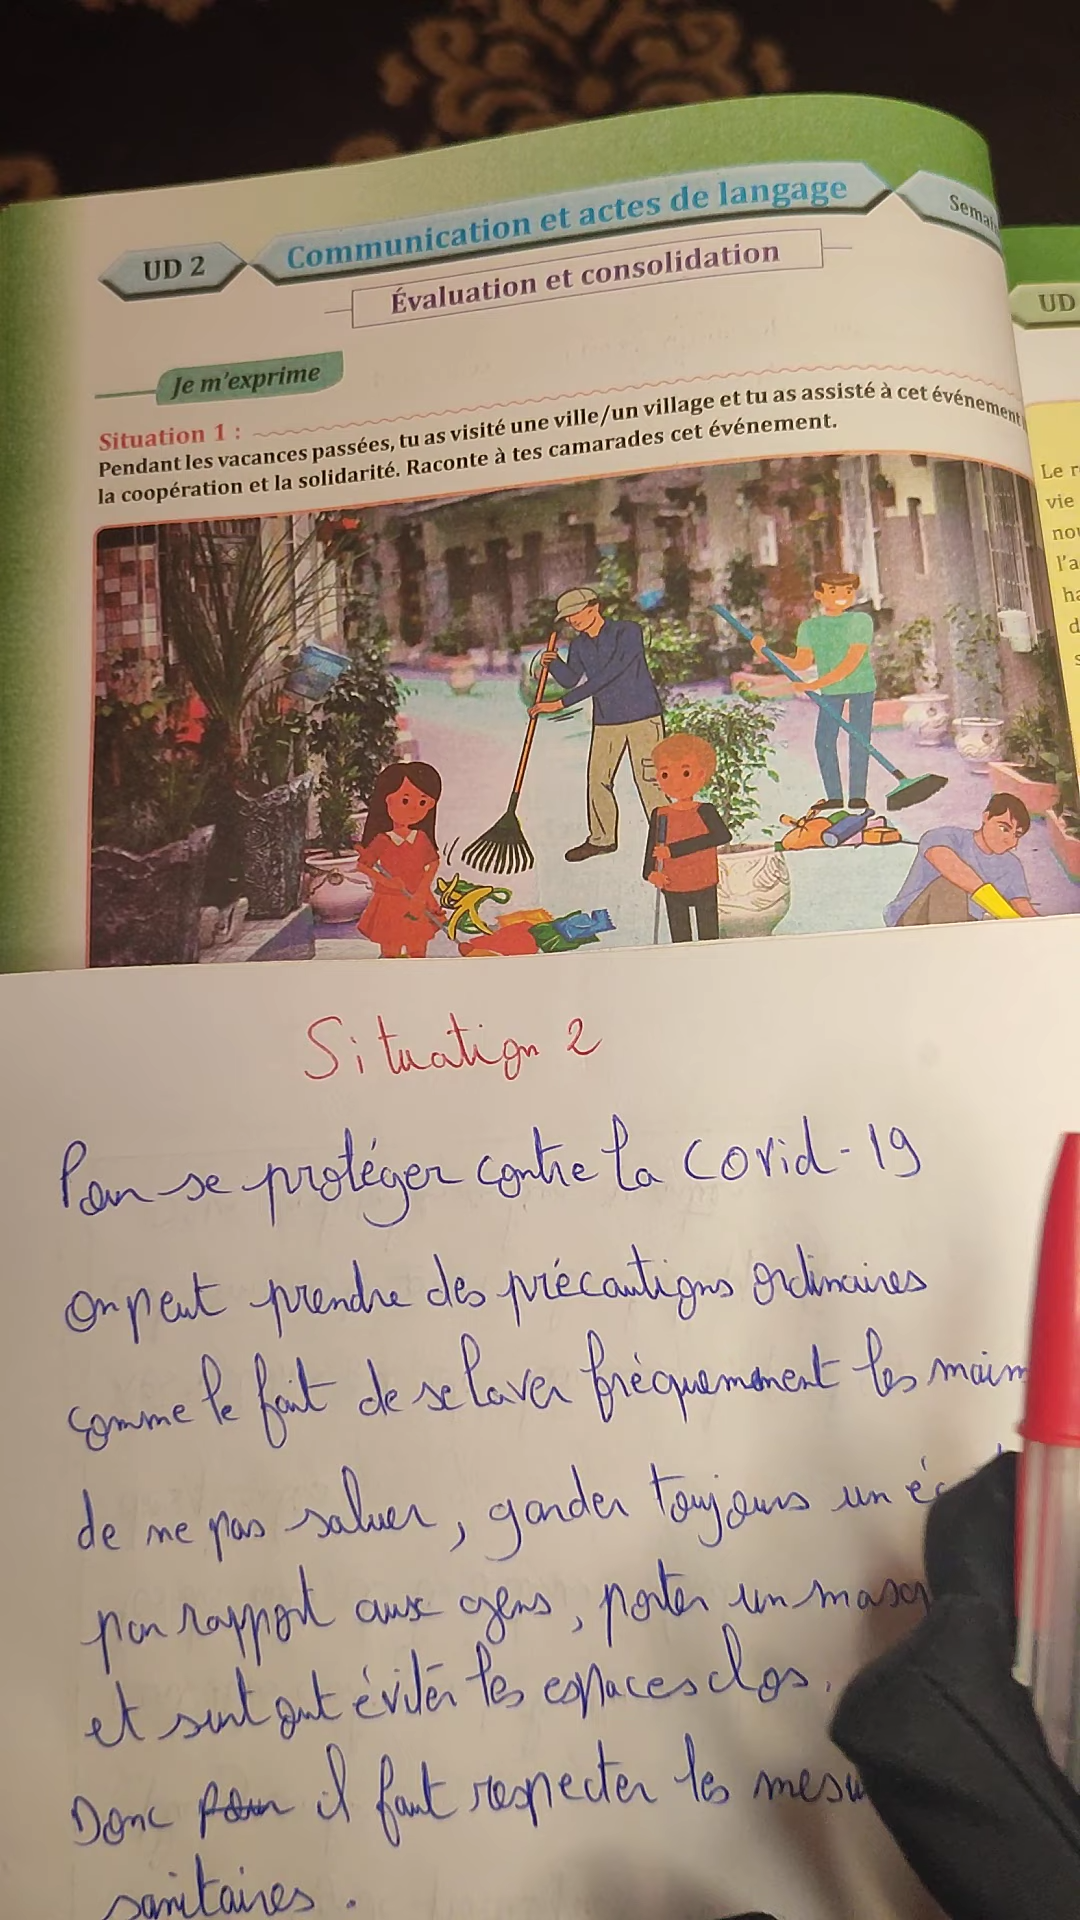 Communication et actes de langage
UD 2
Évaluation et consolidation
UD
Je m'exprime
Situation 1 :
Pendant les vacances passées, tu as visité une ville/un village et tu as assisté à cet événement
la coopération et la solidarité. Raconte à tes camarades cet événement.
Le
vie
l'a
Situation 2
Pour se protéger contre la covid-19
on peut prendre des précautions ordinaires
comme le fait de se laver fréquemment les mains
de ne pas saluer, garder toujours un
par rapport aux gens, porter un
et surtout éviter les espaces clos.
Donc pour il faut respecter les
sanitaires.